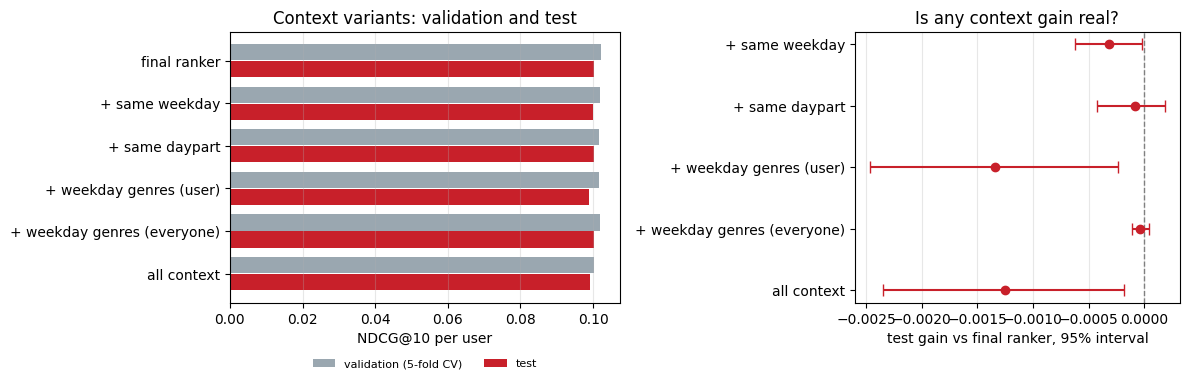 Context variants: validation and test
final ranker
+ same weekday
+ same daypart
+ weekday genres (user)
+ weekday genres (everyone)
all context
0.00 0.02 0.04 0.06 0.08 0.10
NDCG@10 per user
validation (5-fold CV) test
Is any context gain real?
+ same weekday
+ same daypart
+ weekday genres (user)
+ weekday genres (everyone)
all context
−0.0025 −0.0020 −0.0015 −0.0010 −0.0005 0.0000
test gain vs final ranker, 95% interval